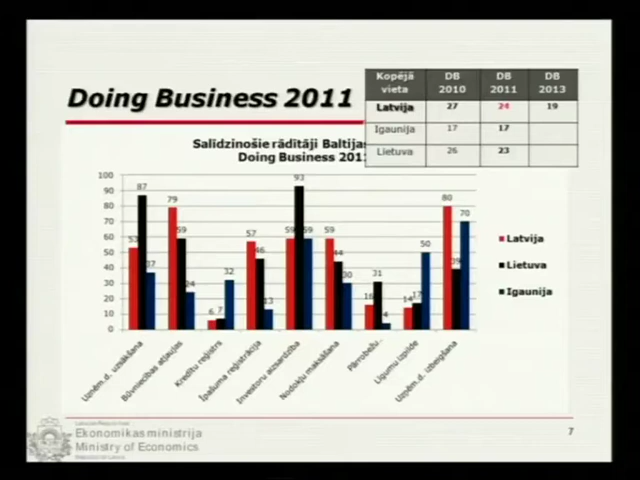 Doing Business 2011
Kopējā vieta DB 2010 DB 2011 DB 2013
Latvija 27 24 19
Igaunija 17 17
Lietuva 26 23
Salīdzinošie rādītāji Baltijas
Doing Business 2011
100
90
80
70
60
50
40
30
20
10
0
53 87 37
79 59 24
6 7 32
57 46 13
59 93 59
59 44 30
16 31 4
14 17 50
80 39 70
Uzņēm.d. uzsākšana
Būvniecības atļaujas
Kredītu reģistrs
Īpašuma reģistrācija
Investoru aizsardzība
Nodokļu maksāšana
Pārrobežu..
Līgumu izpilde
Uzņēm.d. izbeigšana
Latvija
Lietuva
Igaunija
Ekonomikas ministrija
Ministry of Economics
7